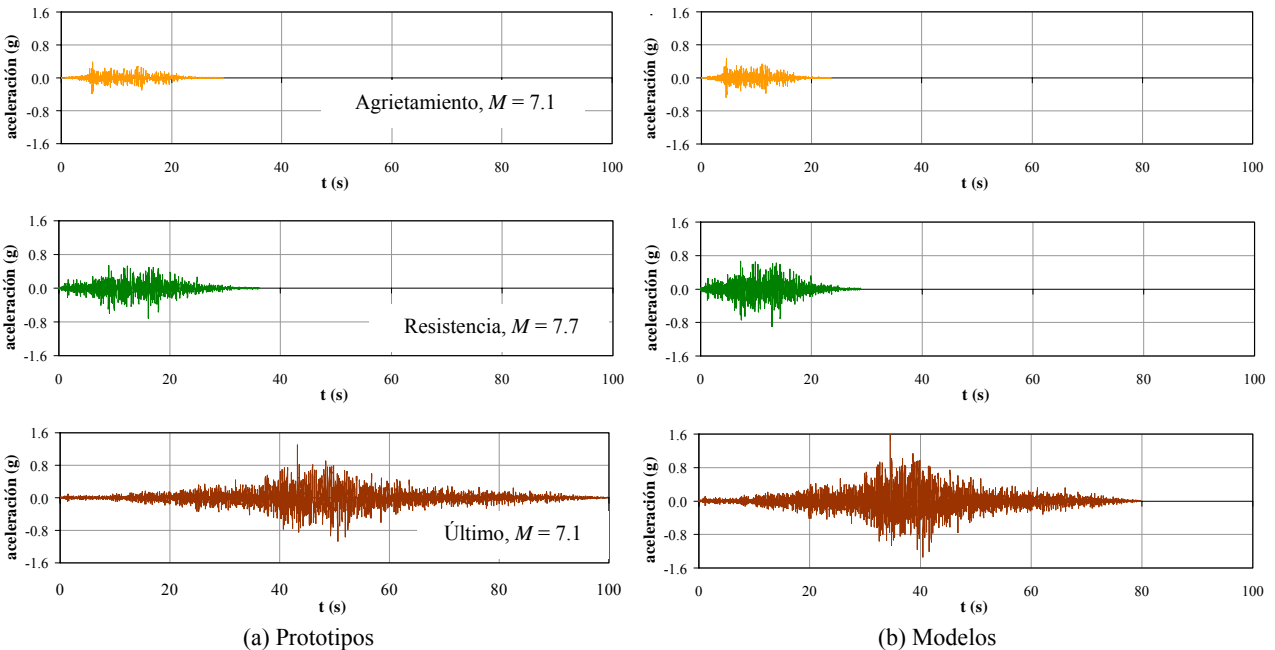 1.6
0.8
0.0
-0.8
-1.6
aceleración (g)
0 20 40 60 80 100
t (s)
Agrietamiento, M = 7.1
1.6
0.8
0.0
-0.8
-1.6
aceleración (g)
0 20 40 60 80 100
t (s)
1.6
0.8
0.0
-0.8
-1.6
aceleración (g)
0 20 40 60 80 100
t (s)
Resistencia, M = 7.7
1.6
0.8
0.0
-0.8
-1.6
aceleración (g)
0 20 40 60 80 100
t (s)
1.6
0.8
0.0
-0.8
-1.6
aceleración (g)
0 20 40 60 80 100
t (s)
Último, M = 7.1
1.6
0.8
0.0
-0.8
-1.6
aceleración (g)
0 20 40 60 80 100
t (s)
(a) Prototipos
(b) Modelos